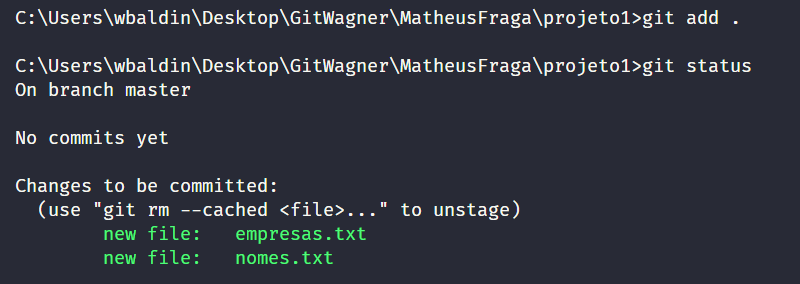 C:\Users\wbaldin\Desktop\GitWagner\MatheusFraga\projeto1>git add .
C:\Users\wbaldin\Desktop\GitWagner\MatheusFraga\projeto1>git status
On branch master
No commits yet
Changes to be committed:
  (use "git rm --cached <file>..." to unstage)
        new file:   empresas.txt
        new file:   nomes.txt